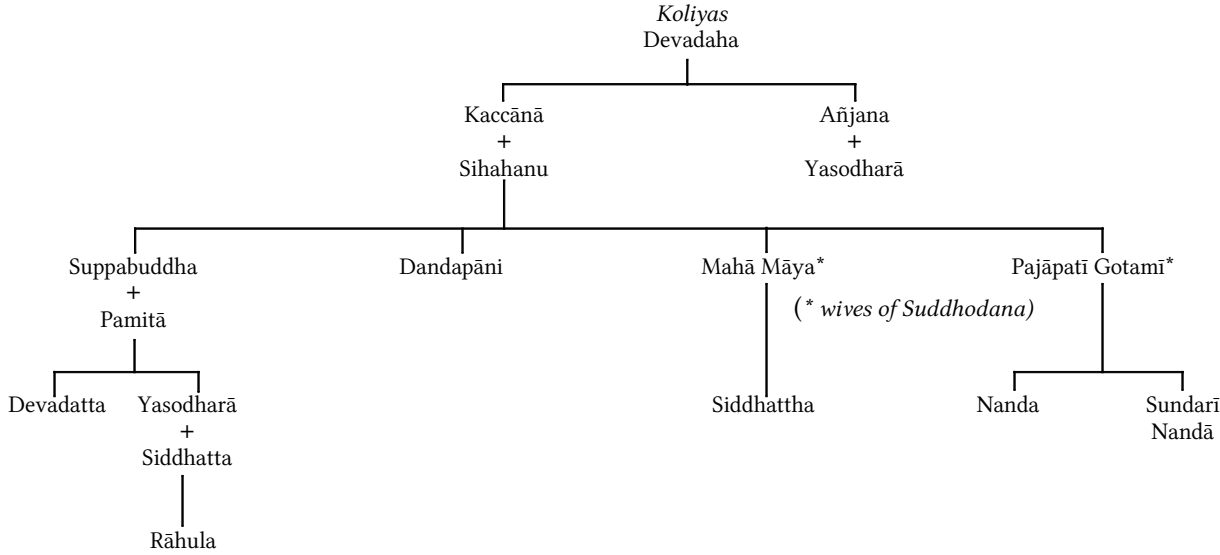 Koliyas
Devadaha
Kaccānā
+
Sihahanu
Añjana
+
Yasodharā
Suppabuddha
+
Pamitā
Dandapāni
Mahā Māya*
Pajāpatī Gotamī*
(* wives of Suddhodana)
Devadatta
Yasodharā
+
Siddhatta
Siddhattha
Nanda
Sundarī
Nandā
Rāhula